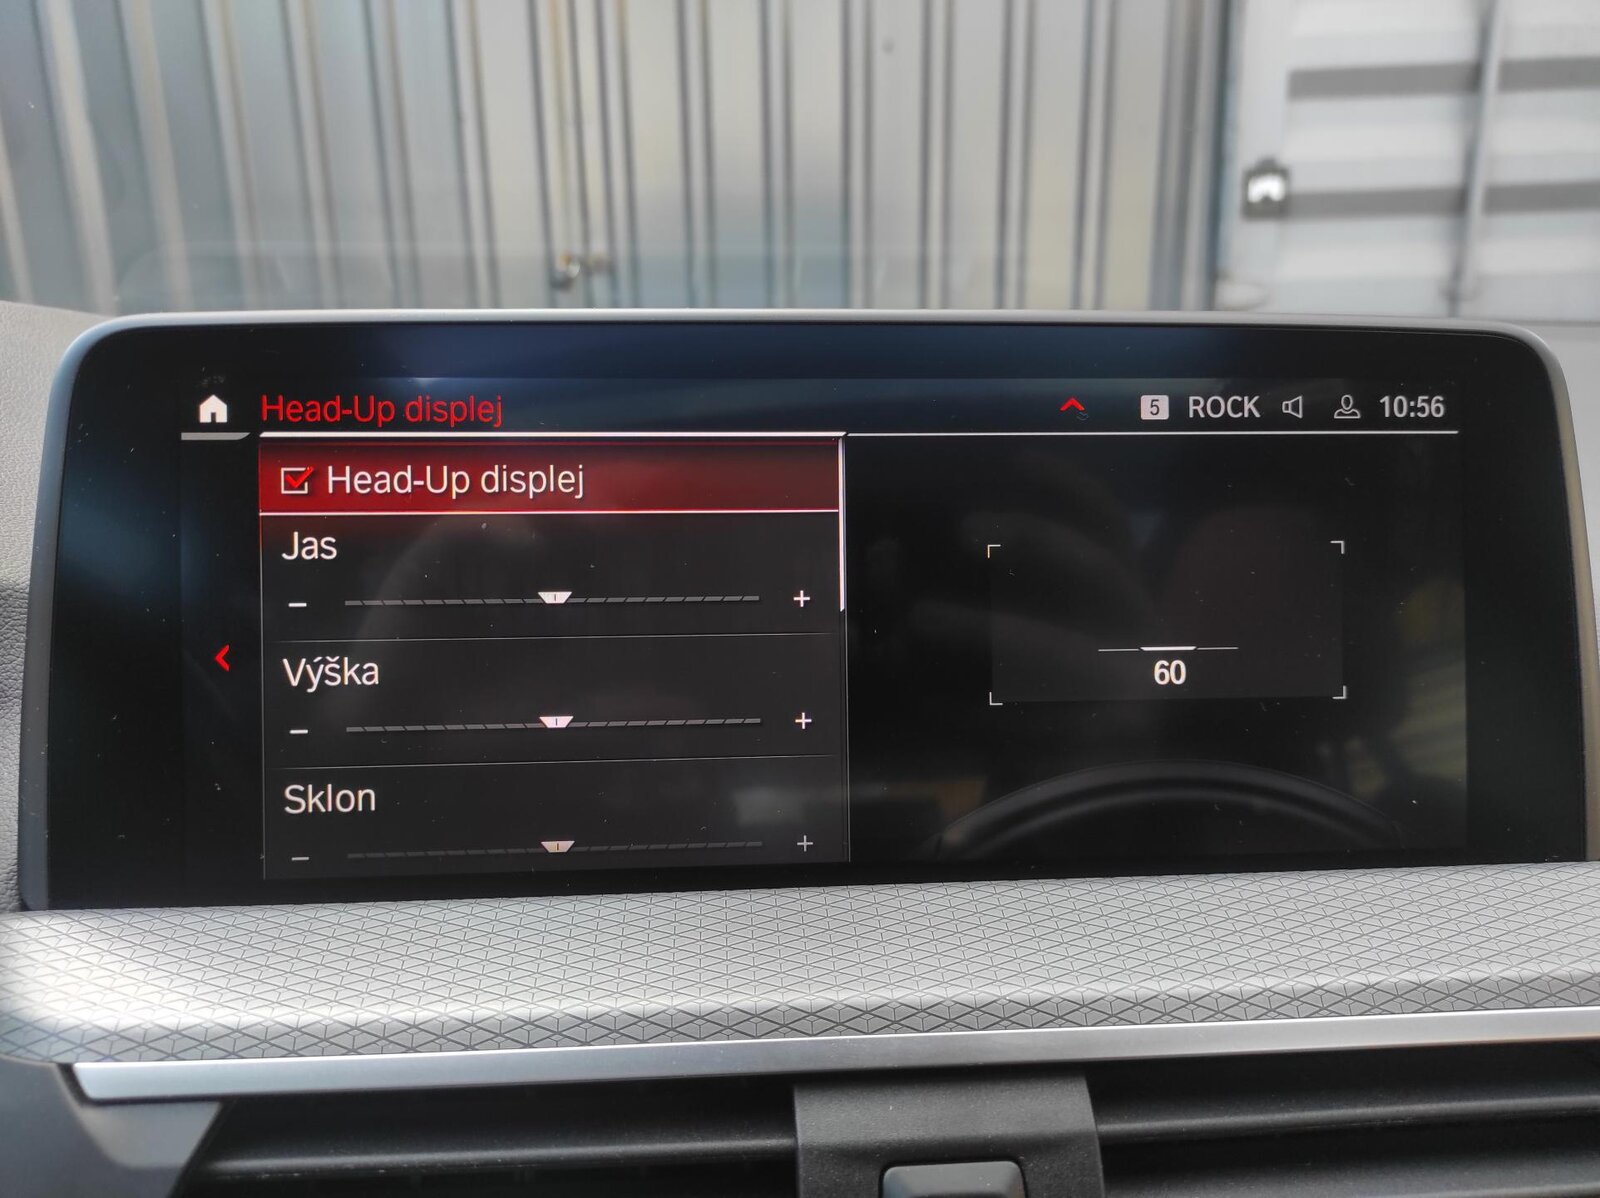 Head-Up displej
5 ROCK 10:56
Head-Up displej
Jas
− +
Výška
− +
Sklon
− +
60